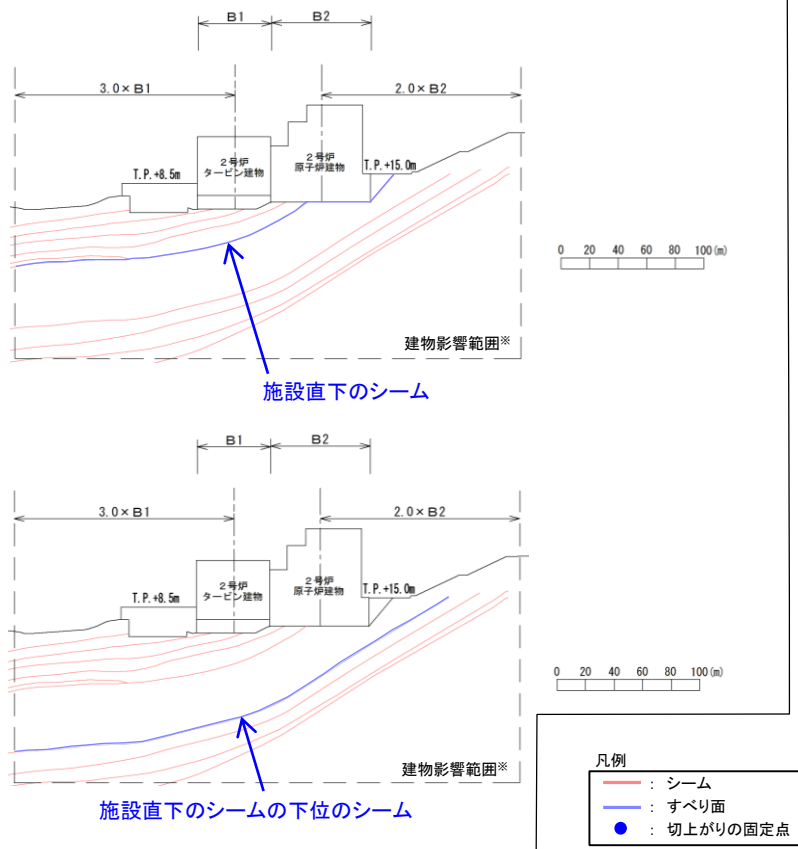 B1
B2
3.0×B1
2.0×B2
T.P.+8.5m
2号炉
タービン建物
2号炉
原子炉建物
T.P.+15.0m
0 20 40 60 80 100(m)
建物影響範囲※
施設直下のシーム
B1
B2
3.0×B1
2.0×B2
T.P.+8.5m
2号炉
タービン建物
2号炉
原子炉建物
T.P.+15.0m
0 20 40 60 80 100(m)
建物影響範囲※
施設直下のシームの下位のシーム
凡例
: シーム
: すべり面
: 切上がりの固定点